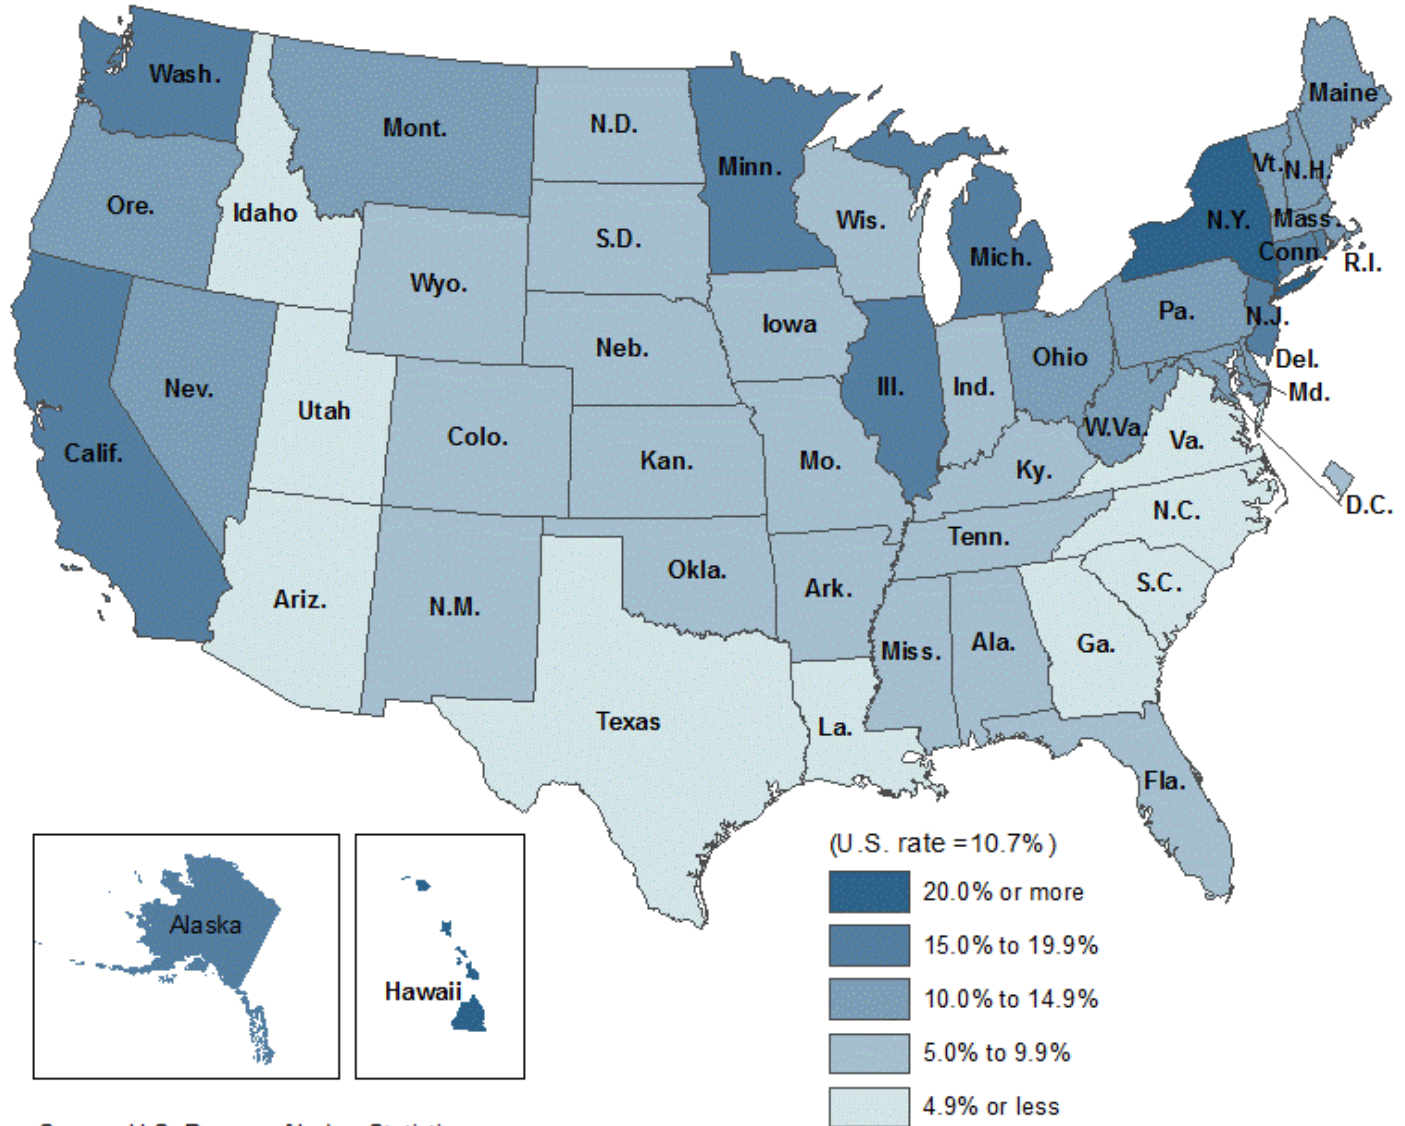 Wash.
Mont.
N.D.
Minn.
Maine
Vt.
N.H.
Ore.
Idaho
S.D.
Wis.
Mich.
N.Y.
Mass.
Conn.
R.I.
Wyo.
Iowa
Pa.
N.J.
Neb.
Ohio
Del.
Md.
Nev.
Utah
Ill.
Ind.
W.Va.
Va.
Colo.
Calif.
Kan.
Mo.
Ky.
D.C.
N.C.
Tenn.
Okla.
Ark.
S.C.
Ariz.
N.M.
Miss.
Ala.
Ga.
Texas
La.
Fla.
Alaska
Hawaii
(U.S. rate =10.7%)
20.0% or more
15.0% to 19.9%
10.0% to 14.9%
5.0% to 9.9%
4.9% or less